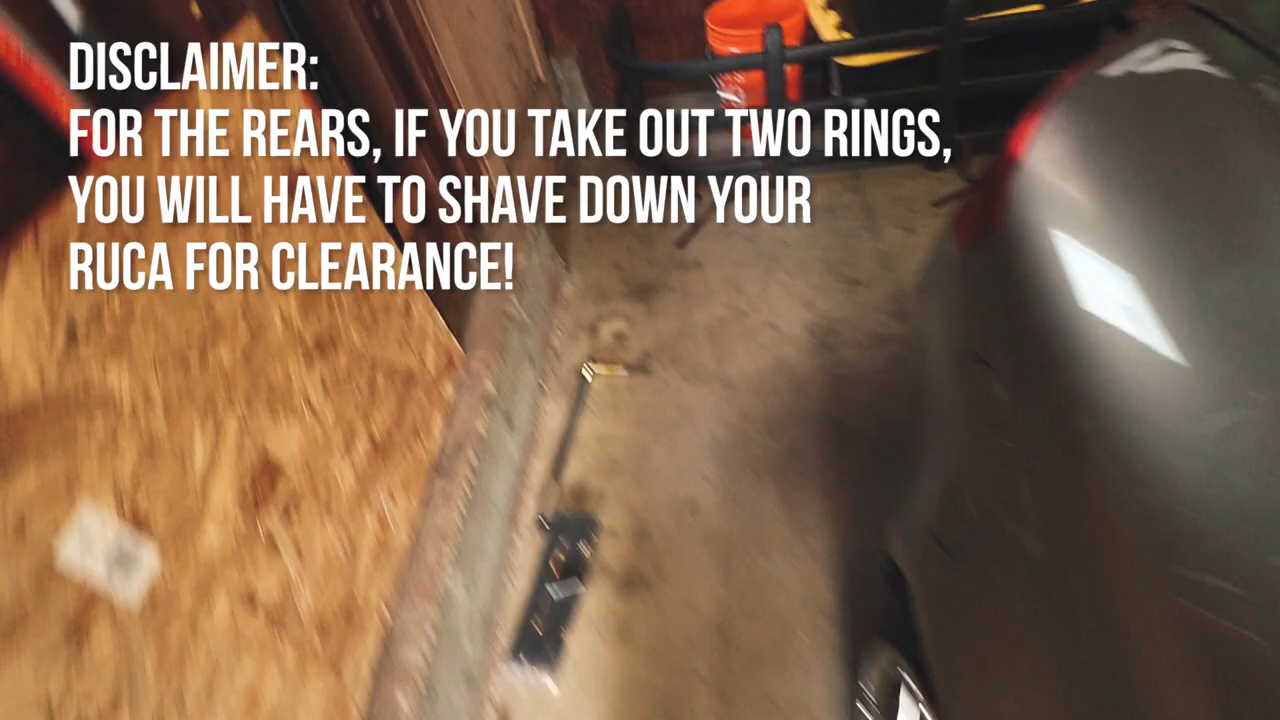 DISCLAIMER:
FOR THE REARS, IF YOU TAKE OUT TWO RINGS,
YOU WILL HAVE TO SHAVE DOWN YOUR
RUCA FOR CLEARANCE!